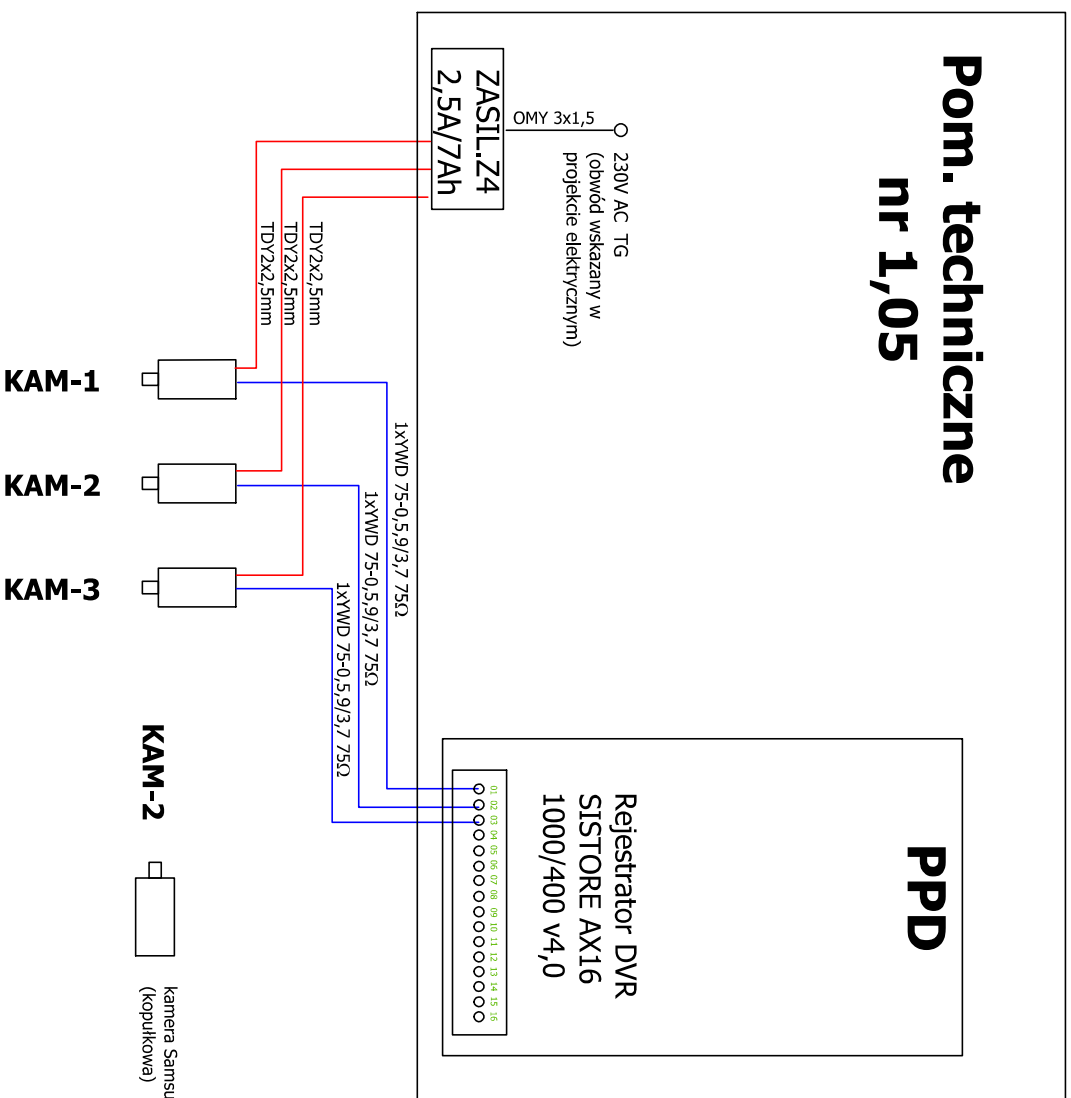 Pom. techniczne
nr 1,05
230V AC TG
(obwód wskazany w
projekcie elektrycznym)
OMY 3x1,5
ZASIL.Z4
2,5A/7Ah
TDY2x2,5mm
TDY2x2,5mm
TDY2x2,5mm
KAM-1
KAM-2
KAM-3
1xYWD 75-0,5,9/3,7 75Ω
1xYWD 75-0,5,9/3,7 75Ω
1xYWD 75-0,5,9/3,7 75Ω
PPD
Rejestrator DVR
SISTORE AX16
1000/400 v4,0
01 02 03 04 05 06 07 08 09 10 11 12 13 14 15 16
KAM-2
kamera Samsu
(kopułkowa)